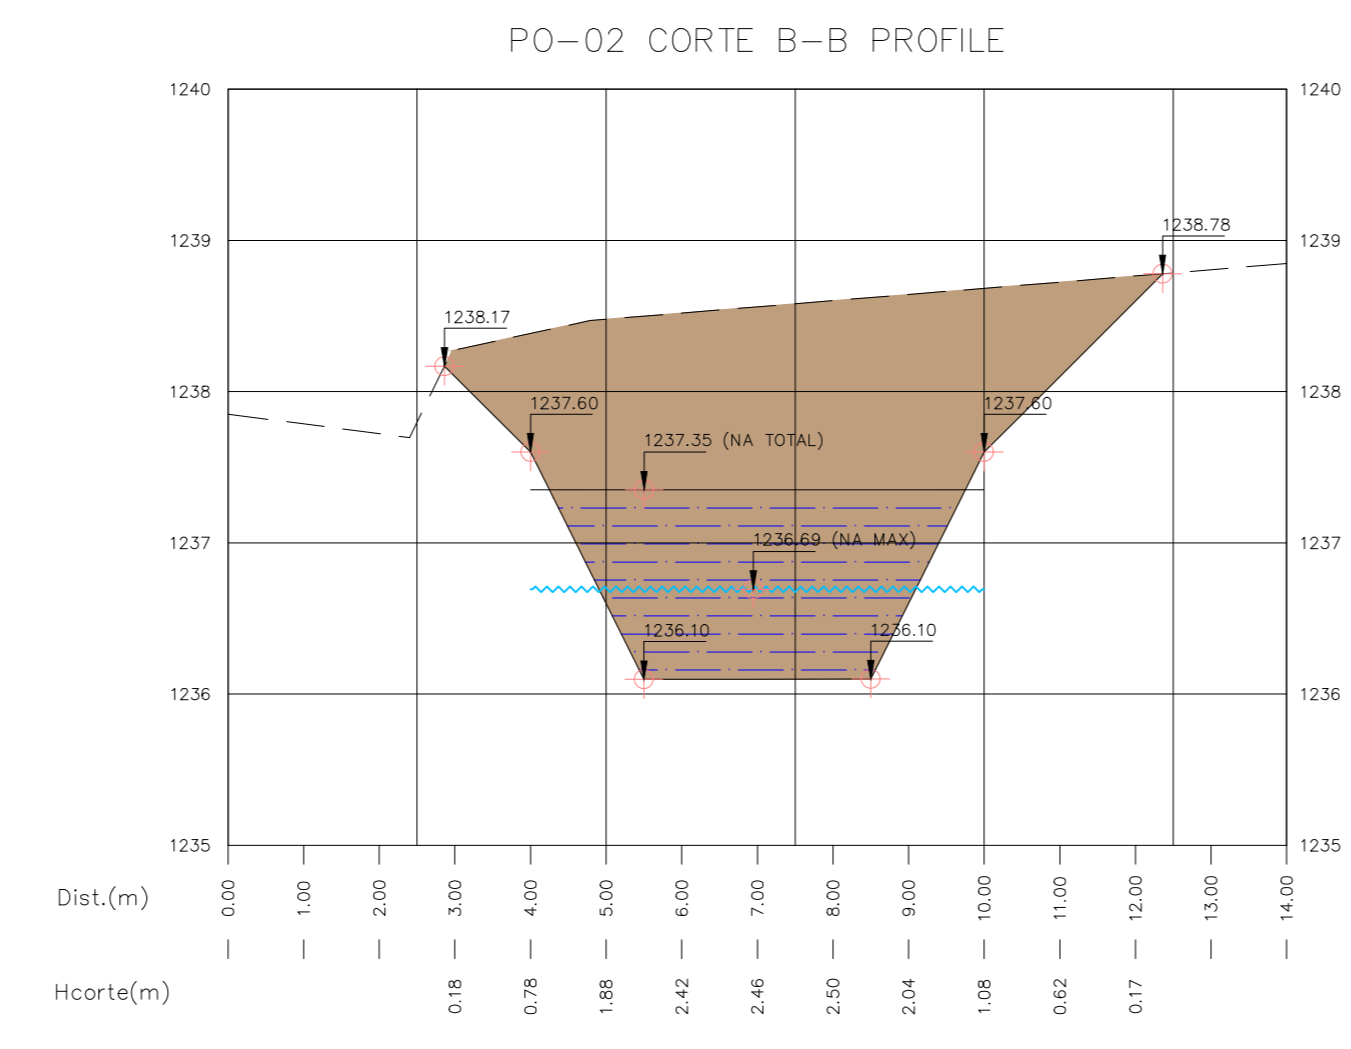 PO-02 CORTE B-B PROFILE
1240 1240
1238.78
1239 1239
1238.17
1238 1238
1237.60 1237.60
1237.35 (NA TOTAL)
1237 1237
1236.69 (NA MAX)
1236.10 1236.10
1236 1236
1235 1235
Dist.(m) 0.00 1.00 2.00 3.00 4.00 5.00 6.00 7.00 8.00 9.00 10.00 11.00 12.00 13.00 14.00
Hcorte(m) 0.18 0.78 1.88 2.42 2.46 2.50 2.04 1.08 0.62 0.17